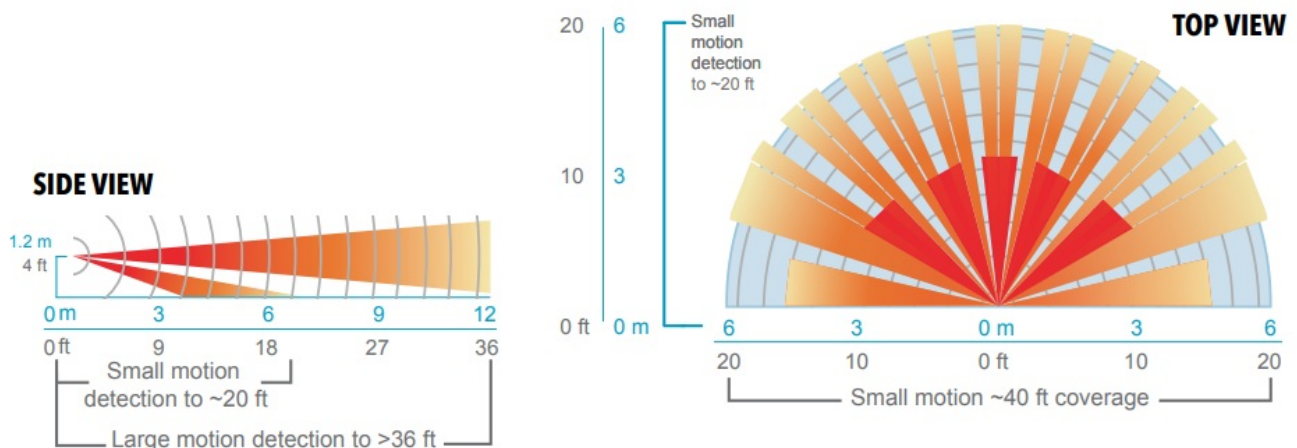 SIDE VIEW
1.2 m
4 ft
0 m 3 6 9 12
0 ft 9 18 27 36
Small motion
detection to ~20 ft
Large motion detection to >36 ft
TOP VIEW
20 6
10 3
0 ft 0 m
Small
motion
detection
to ~20 ft
6 3 0 m 3 6
20 10 0 ft 10 20
Small motion ~40 ft coverage